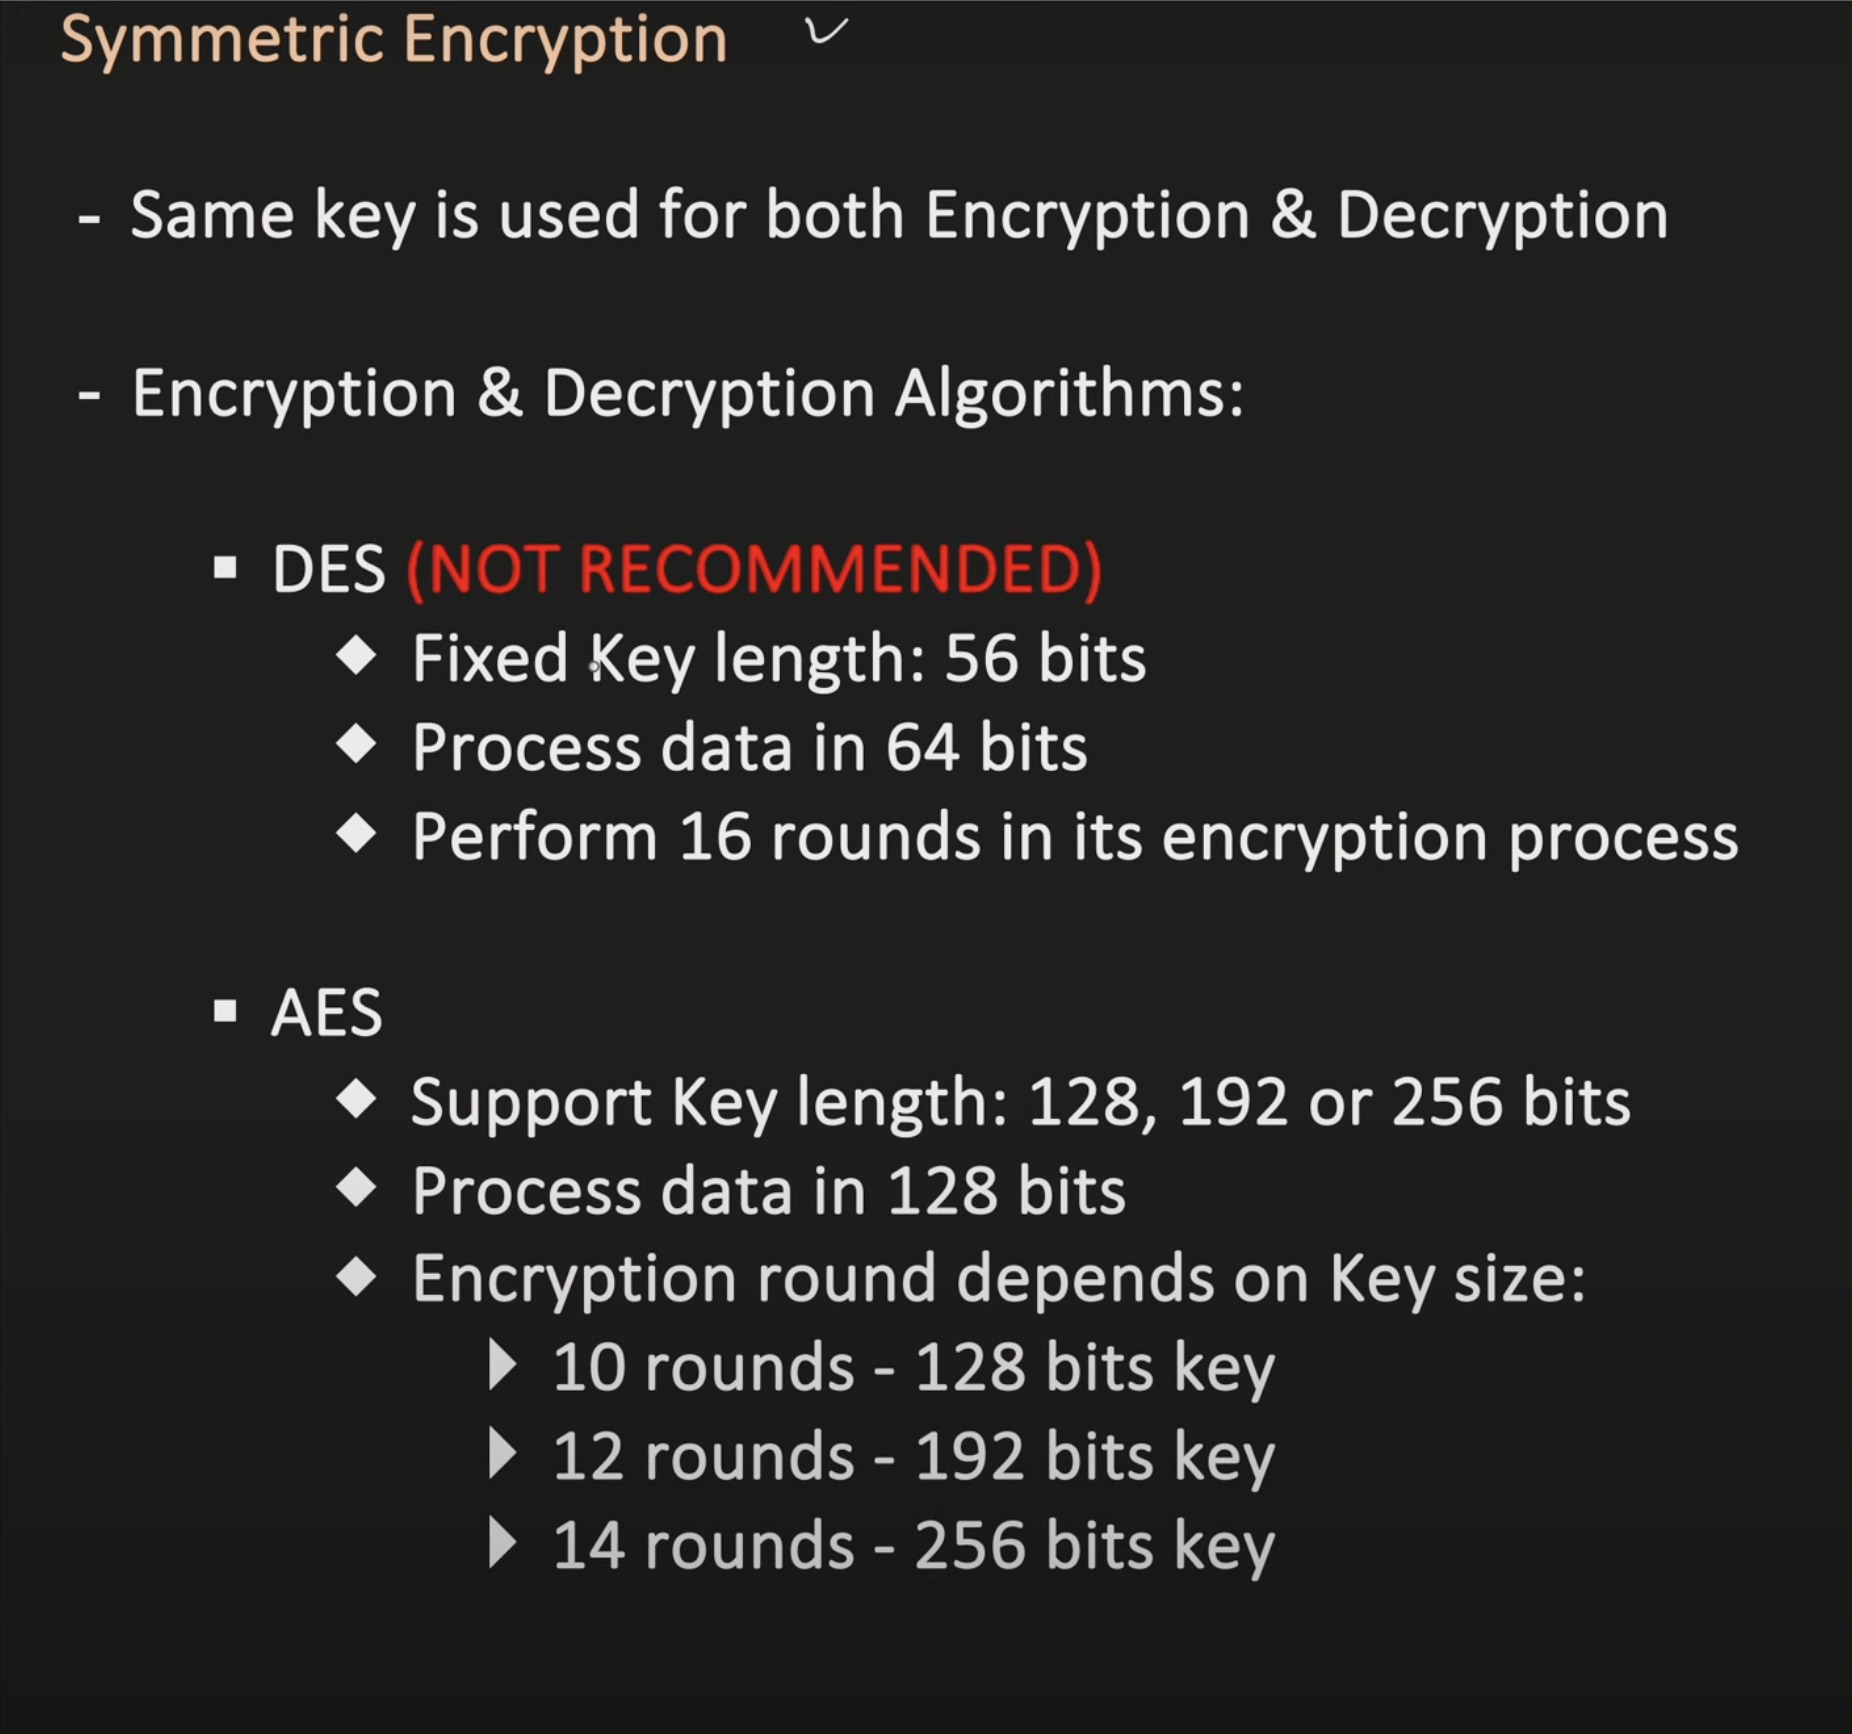 Symmetric Encryption
- Same key is used for both Encryption & Decryption
- Encryption & Decryption Algorithms:
▪ DES (NOT RECOMMENDED)
◆ Fixed Key length: 56 bits
◆ Process data in 64 bits
◆ Perform 16 rounds in its encryption process
▪ AES
◆ Support Key length: 128, 192 or 256 bits
◆ Process data in 128 bits
◆ Encryption round depends on Key size:
▶ 10 rounds - 128 bits key
▶ 12 rounds - 192 bits key
▶ 14 rounds - 256 bits key